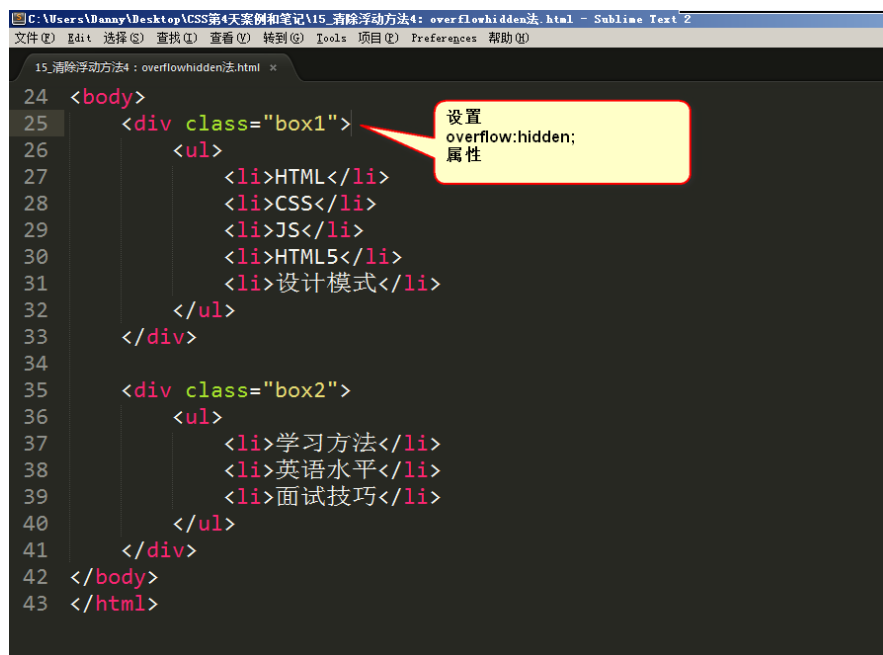 C:\Users\Danny\Desktop\CSS第4天案例和笔记\15_清除浮动方法4：overflowhidden法.html - Sublime Text 2
文件(F) Edit 选择(S) 查找(I) 查看(V) 转到(G) Tools 项目(P) Preferences 帮助(H)
15_清除浮动方法4：overflowhidden法.html ×
24 <body>
25 <div class="box1">
设置
overflow:hidden;
属性
26 <ul>
27 <li>HTML</li>
28 <li>CSS</li>
29 <li>JS</li>
30 <li>HTML5</li>
31 <li>设计模式</li>
32 </ul>
33 </div>
34
35 <div class="box2">
36 <ul>
37 <li>学习方法</li>
38 <li>英语水平</li>
39 <li>面试技巧</li>
40 </ul>
41 </div>
42 </body>
43 </html>